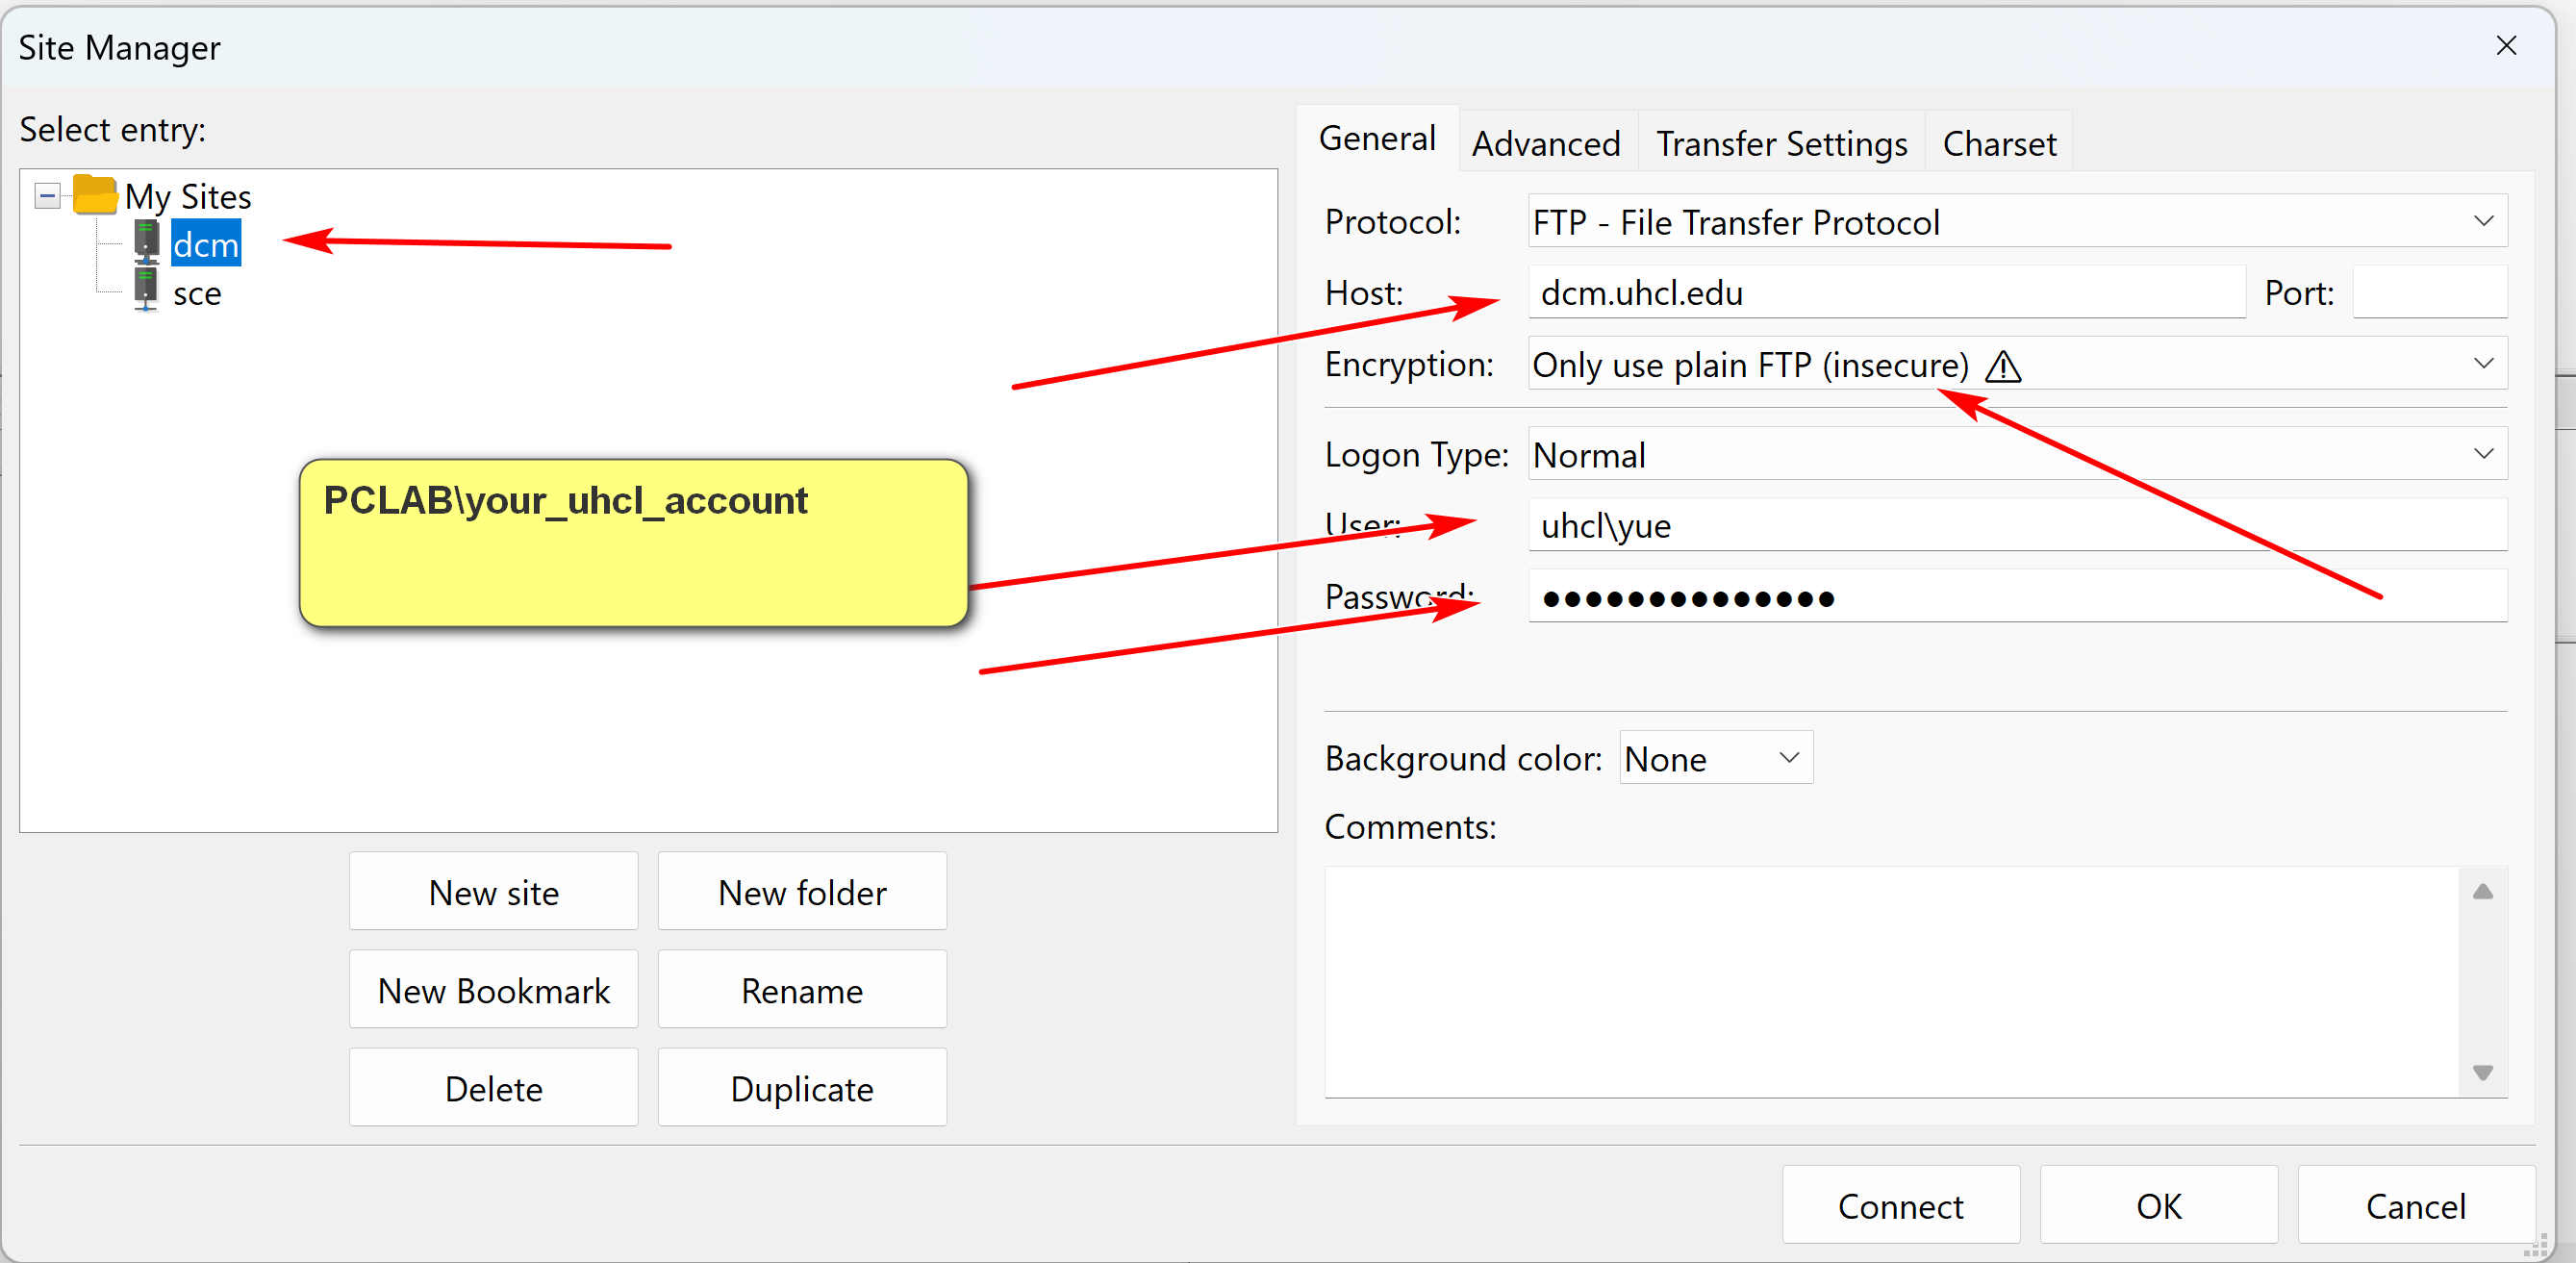 Site Manager
Select entry:
My Sites
dcm
sce
PCLAB\your_uhcl_account
New site
New folder
New Bookmark
Rename
Delete
Duplicate
General
Advanced
Transfer Settings
Charset
Protocol:
FTP - File Transfer Protocol
Host:
dcm.uhcl.edu
Port:
Encryption:
Only use plain FTP (insecure)
Logon Type:
Normal
User:
uhcl\yue
Password:
●●●●●●●●●●●●●●
Background color:
None
Comments:
Connect
OK
Cancel